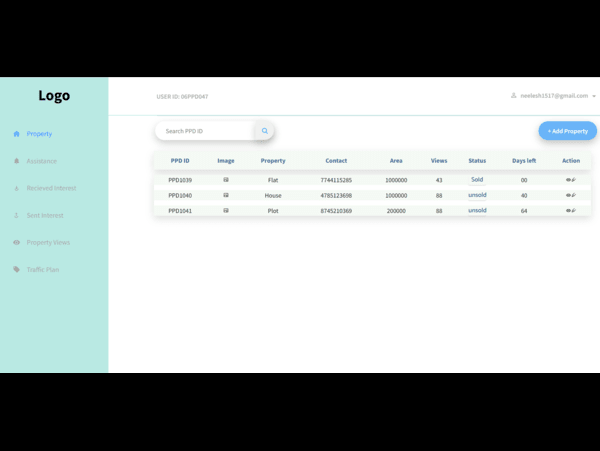 Logo
USER ID: 06PPD047
neelesh1517@gmail.com
Property
Search PPD ID
+ Add Property
Assistance
Recieved Interest
Sent Interest
Property Views
Traffic Plan
PPD ID Image Property Contact Area Views Status Days left Action
PPD1039 Flat 7744115285 1000000 43 Sold 00
PPD1040 House 4785123698 1000000 88 unsold 40
PPD1041 Plot 8745210369 200000 88 unsold 64